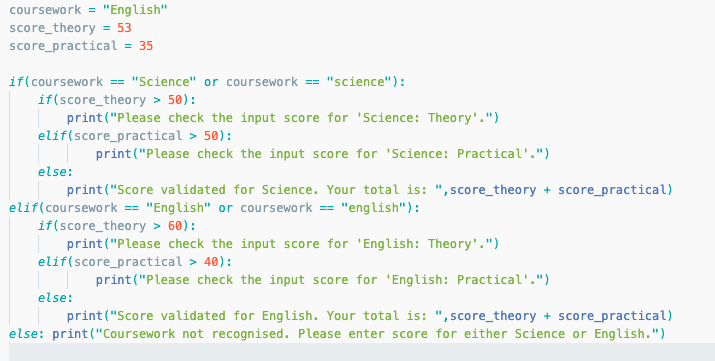 coursework = "English"
score_theory = 53
score_practical = 35

if(coursework == "Science" or coursework == "science"):
    if(score_theory > 50):
        print("Please check the input score for 'Science: Theory'.")
    elif(score_practical > 50):
            print("Please check the input score for 'Science: Practical'.")
    else:
        print("Score validated for Science. Your total is: ",score_theory + score_practical)
elif(coursework == "English" or coursework == "english"):
    if(score_theory > 60):
        print("Please check the input score for 'English: Theory'.")
    elif(score_practical > 40):
            print("Please check the input score for 'English: Practical'.")
    else:
        print("Score validated for English. Your total is: ",score_theory + score_practical)
else: print("Coursework not recognised. Please enter score for either Science or English.")